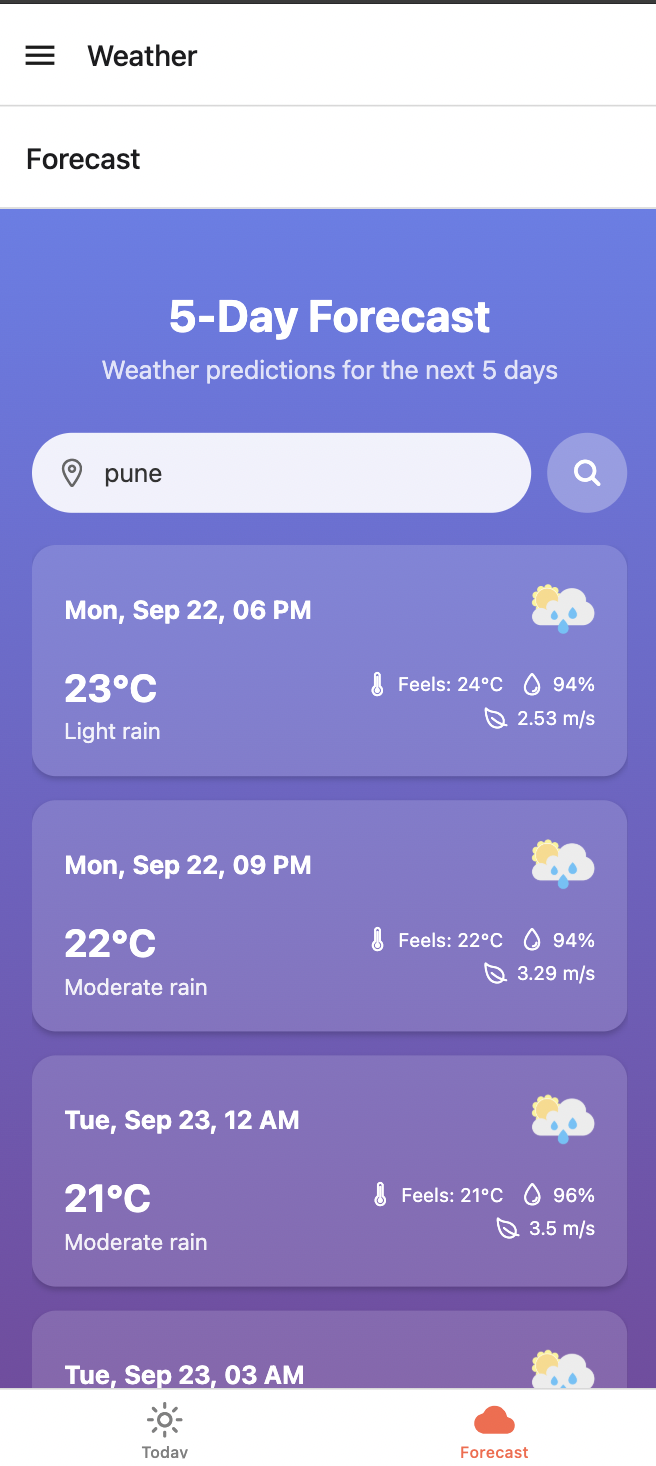 Weather
Forecast
5-Day Forecast
Weather predictions for the next 5 days
pune
Mon, Sep 22, 06 PM
23°C
Feels: 24°C 94%
Light rain
2.53 m/s
Mon, Sep 22, 09 PM
22°C
Feels: 22°C 94%
Moderate rain
3.29 m/s
Tue, Sep 23, 12 AM
21°C
Feels: 21°C 96%
Moderate rain
3.5 m/s
Tue, Sep 23, 03 AM
Today
Forecast